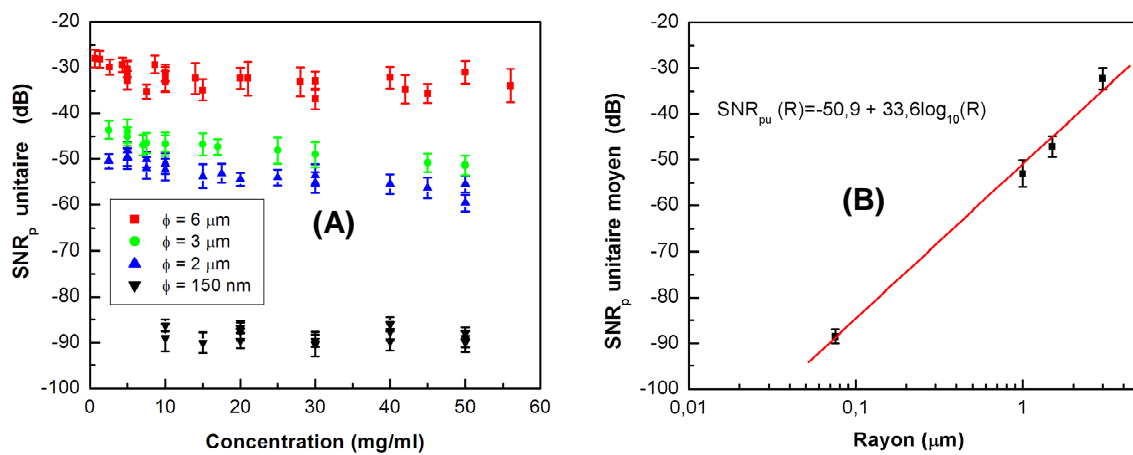 -20
-30
-40
-50
-60
-70
-80
-90
-100
SNRp unitaire (dB)
(A)
ϕ = 6 μm
ϕ = 3 μm
ϕ = 2 μm
ϕ = 150 nm
0 10 20 30 40 50 60
Concentration (mg/ml)
-20
-30
-40
-50
-60
-70
-80
-90
-100
SNRp unitaire moyen (dB)
SNRpu (R)=-50,9 + 33,6log10(R)
(B)
0,01 0,1 1
Rayon (μm)